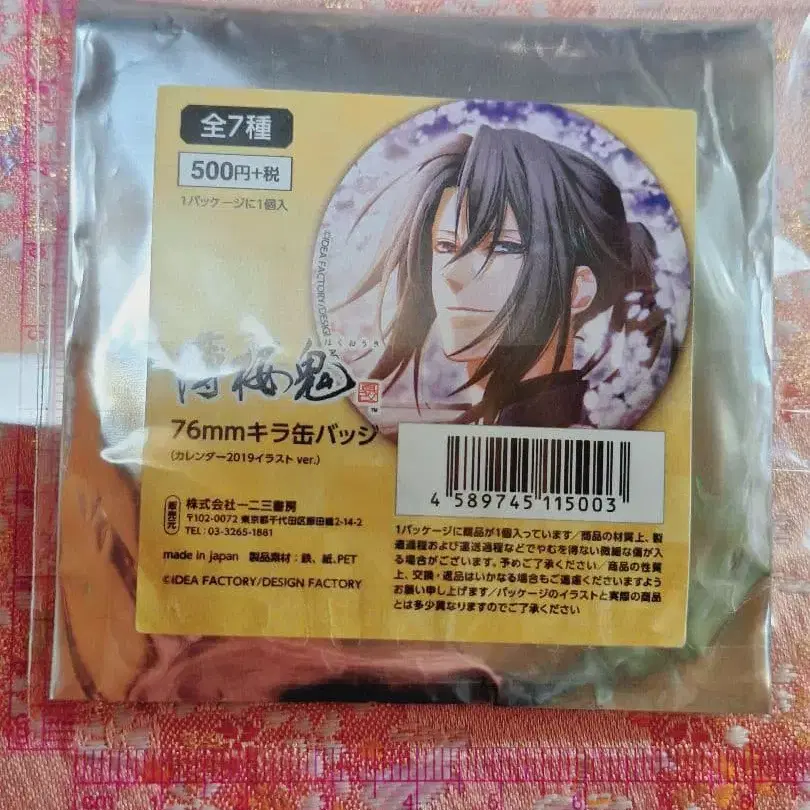 全7種
500円+税
1パッケージに1個入
©IDEA FACTORY/DESIGN
はくおうき
薄桜鬼
TM
76mmキラ缶バッジ
(カレンダー2019イラスト ver.)
販売元
株式会社一二三書房
〒102-0072 東京都千代田区飯田橋2-14-2
TEL: 03-3265-1881
made in japan 製品素材:鉄、紙、PET
©IDEA FACTORY/DESIGN FACTORY
4 589745 115003
1パッケージに商品が1個入っています/商品の材質上、製
造過程および運送過程などでやむを得ない微細な傷が入
る場合がございます。予めご了承ください/商品の性質
上、交換・返品はいかなる場合もご遠慮くださいますよう
お願い申し上げます/パッケージのイラストと実際の商品
とは多少異なりますのでご了承ください